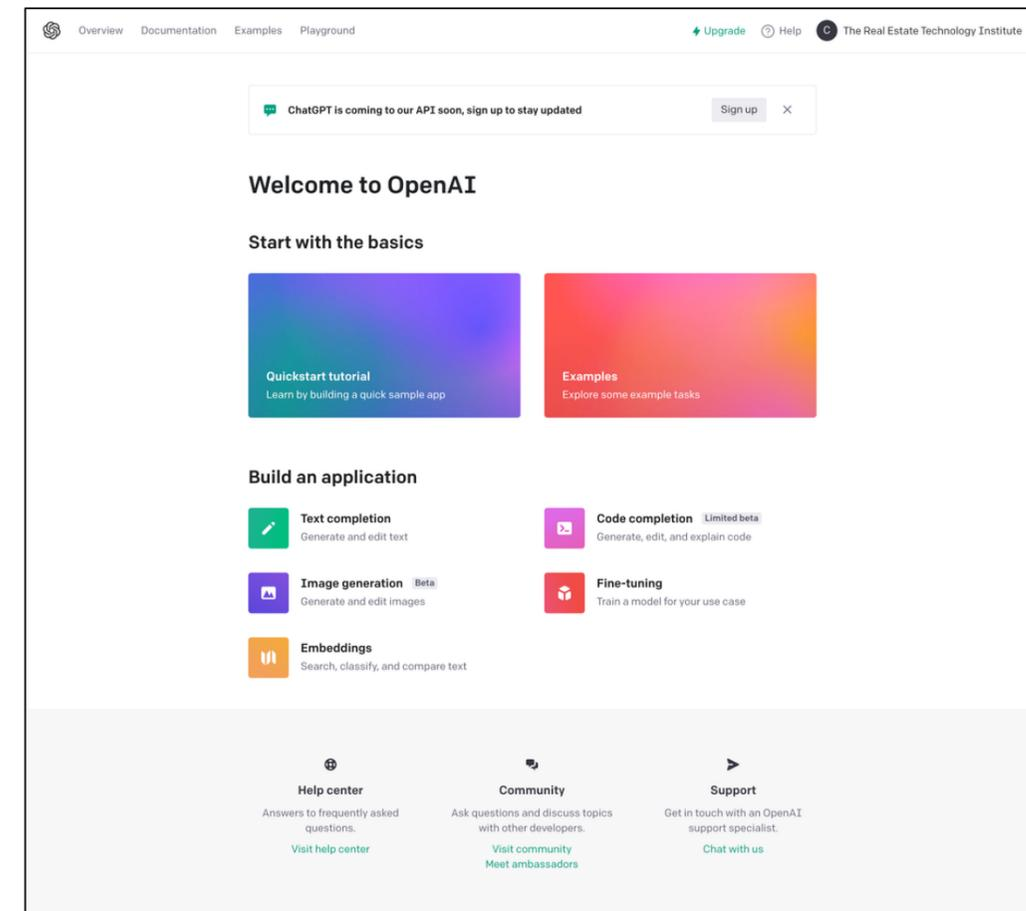 Overview Documentation Examples Playground Upgrade ? Help C The Real Estate Technology Institute
ChatGPT is coming to our API soon, sign up to stay updated Sign up
Welcome to OpenAI
Start with the basics
Quickstart tutorial
Learn by building a quick sample app
Examples
Explore some example tasks
Build an application
Text completion
Generate and edit text
Code completion Limited beta
Generate, edit, and explain code
Image generation Beta
Generate and edit images
Fine-tuning
Train a model for your use case
Embeddings
Search, classify, and compare text
Help center
Answers to frequently asked
questions.
Visit help center
Community
Ask questions and discuss topics
with other developers.
Visit community
Meet ambassadors
Support
Get in touch with an OpenAI
support specialist.
Chat with us